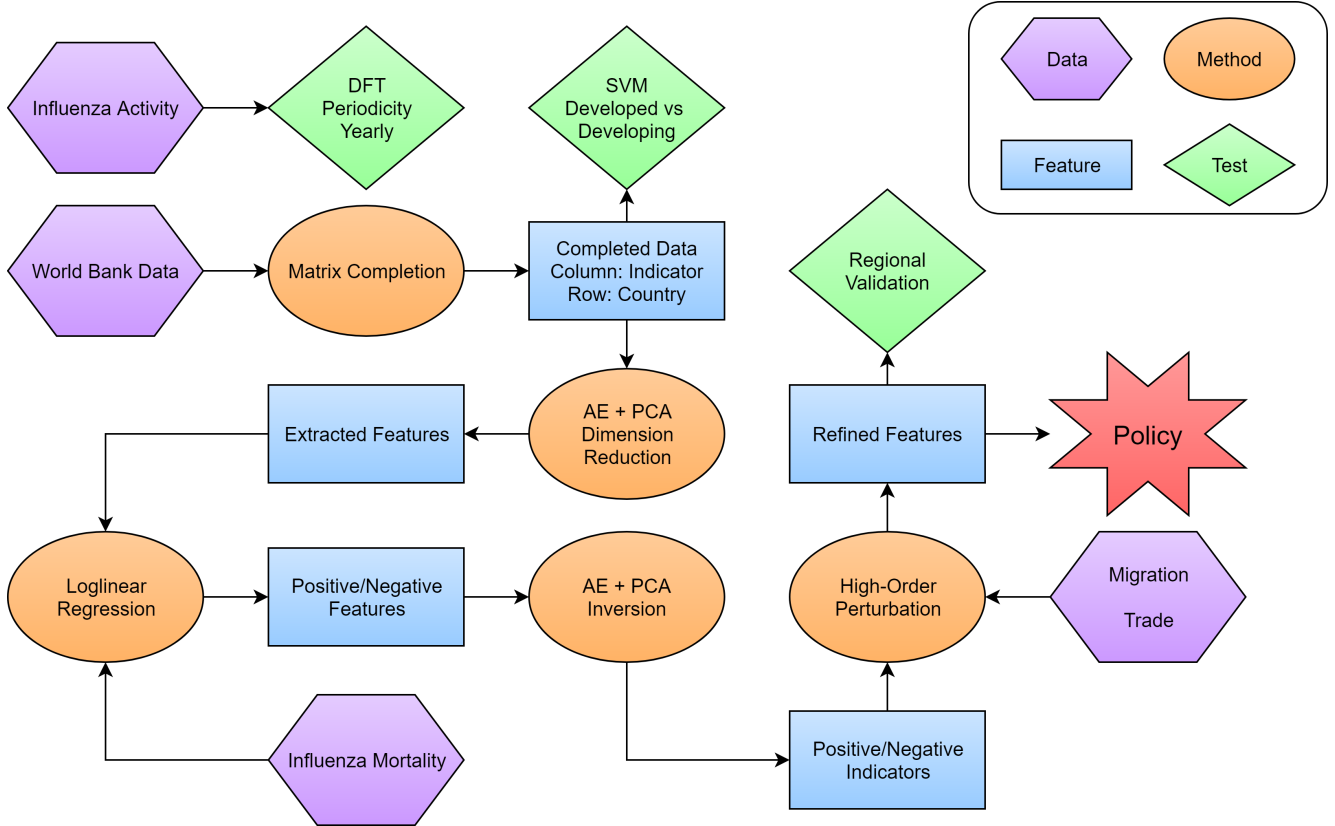 Influenza Activity
DFT
Periodicity
Yearly
SVM
Developed vs
Developing
Data
Method
Feature
Test
World Bank Data
Matrix Completion
Completed Data
Column: Indicator
Row: Country
Regional
Validation
Extracted Features
AE + PCA
Dimension
Reduction
Refined Features
Policy
Loglinear
Regression
Positive/Negative
Features
AE + PCA
Inversion
High-Order
Perturbation
Migration
Trade
Influenza Mortality
Positive/Negative
Indicators